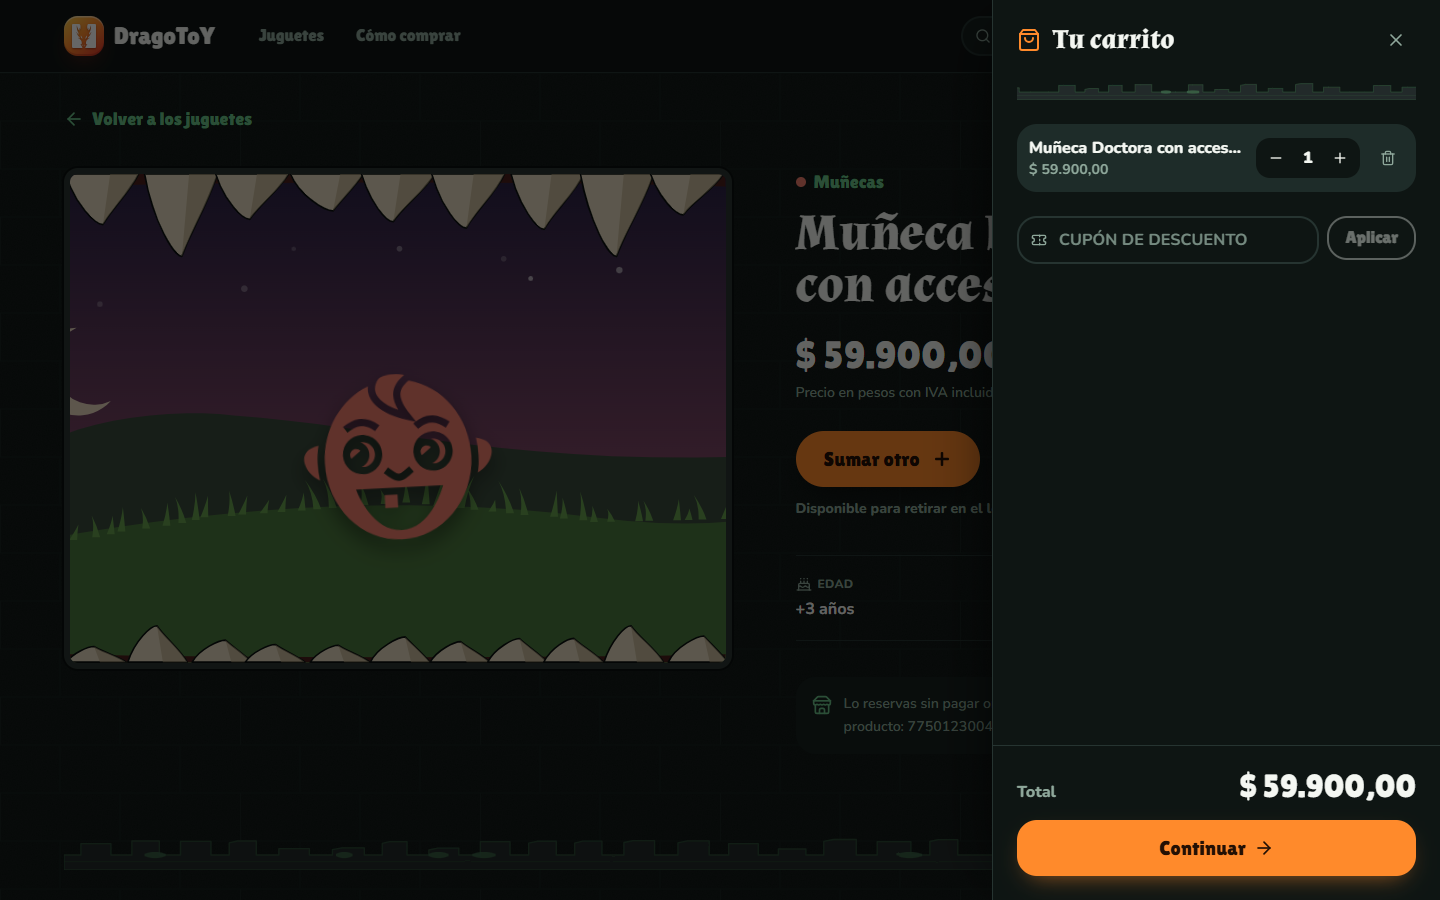 DragoToY
Juguetes
Cómo comprar
Volver a los juguetes
Muñecas
Muñeca
con acces
$ 59.900,00
Precio en pesos con IVA incluid
Sumar otro
Disponible para retirar en el l
EDAD
+3 años
Lo reservas sin pagar o
producto: 7750123004
Tu carrito
Muñeca Doctora con acces...
$ 59.900,00
1
CUPÓN DE DESCUENTO
Aplicar
Total
$ 59.900,00
Continuar